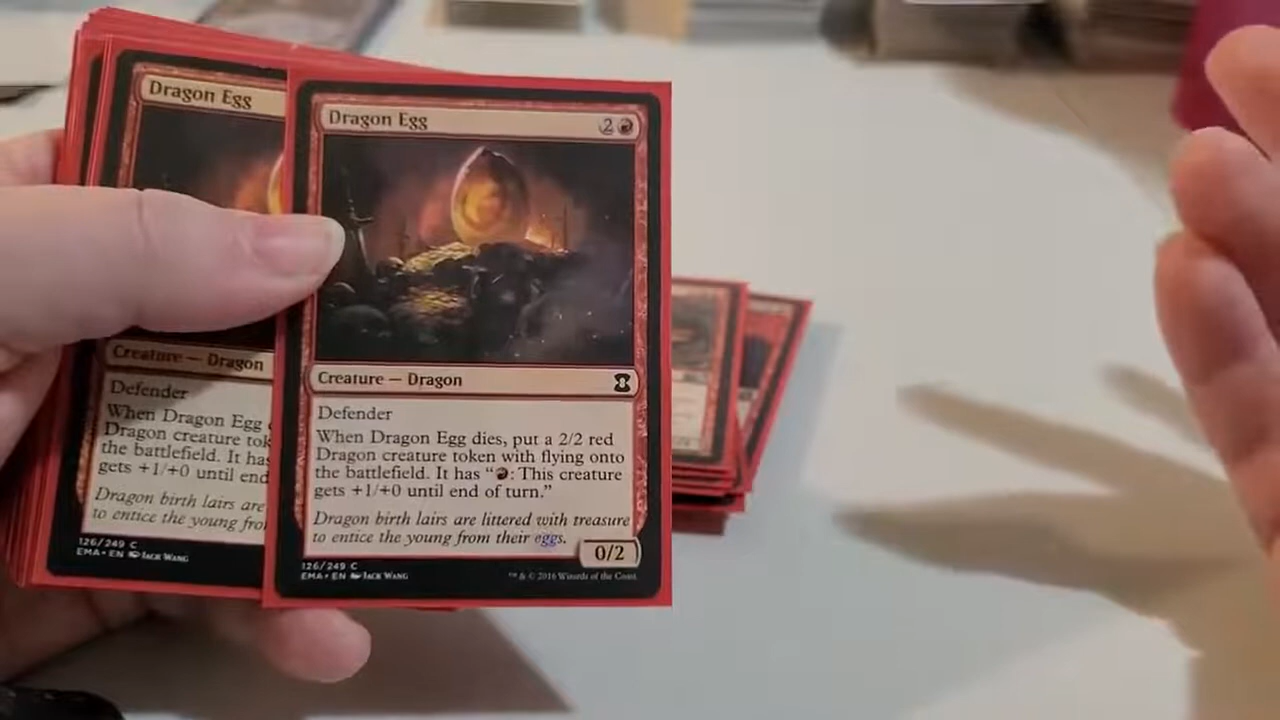 Dragon Egg
Creature — Dragon
Defender
When Dragon Egg
Dragon creature tok
the battlefield. It has
gets +1/+0 until end
Dragon birth lairs are
to entice the young fro
126/249 C
EMA • EN Jack Wang
Dragon Egg 2
Creature — Dragon
Defender
When Dragon Egg dies, put a 2/2 red
Dragon creature token with flying onto
the battlefield. It has “: This creature
gets +1/+0 until end of turn.”
Dragon birth lairs are littered with treasure
to entice the young from their eggs.
0/2
126/249 C
EMA • EN Jack Wang ™ & © 2016 Wizards of the Coast